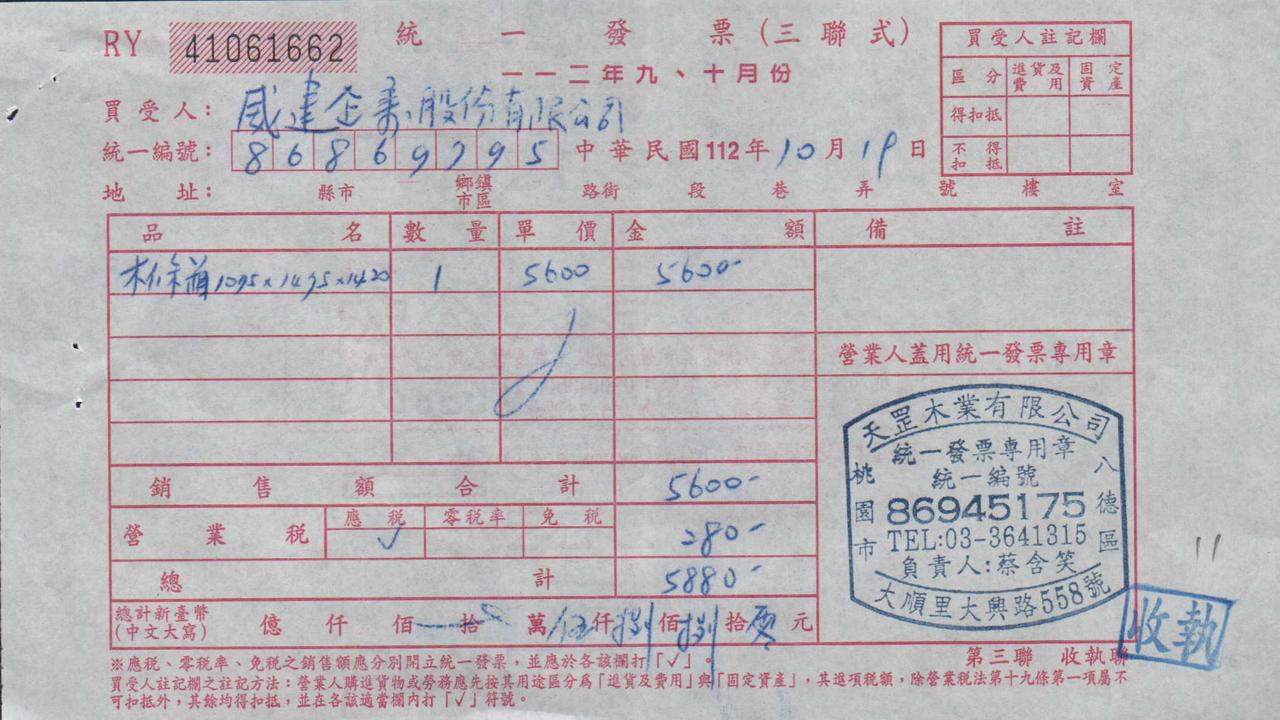 RY 41061662 統一發票(三聯式)
一一二年九、十月份
買受人註記欄
區分 進貨及費用 固定資產
得扣抵
不得扣抵
買受人: 威建企業股份有限公司
統一編號: 86869795 中華民國112年10月19日
地址: 縣市 鄉鎮市區 路街 段 巷 弄 號 樓 室
品名 數量 單價 金額 備註
1095x1495x1420 1 5600 5600-
營業人蓋用統一發票專用章
天罡木業有限公司
統一發票專用章
統一編號
86945175
TEL:03-3641315
負責人:蔡含笑
桃園市
八德區
大順里大興路558號
銷售額合計 5600-
營業稅 應稅 零稅率 免稅 280-
✓
總計 5880-
總計新臺幣(中文大寫) 億 仟 佰 拾 萬 伍仟捌佰捌拾零元
收執
第三聯 收執聯
※應稅、零稅率、免稅之銷售額應分別開立統一發票,並應於各該欄打「✓」。
買受人註記欄之註記方法:營業人購進貨物或勞務應先按其用途區分為「進貨及費用」與「固定資產」,其進項稅額,除營業稅法第十九條第一項屬不
可扣抵外,其餘均得扣抵,並在各該適當欄內打「✓」符號。